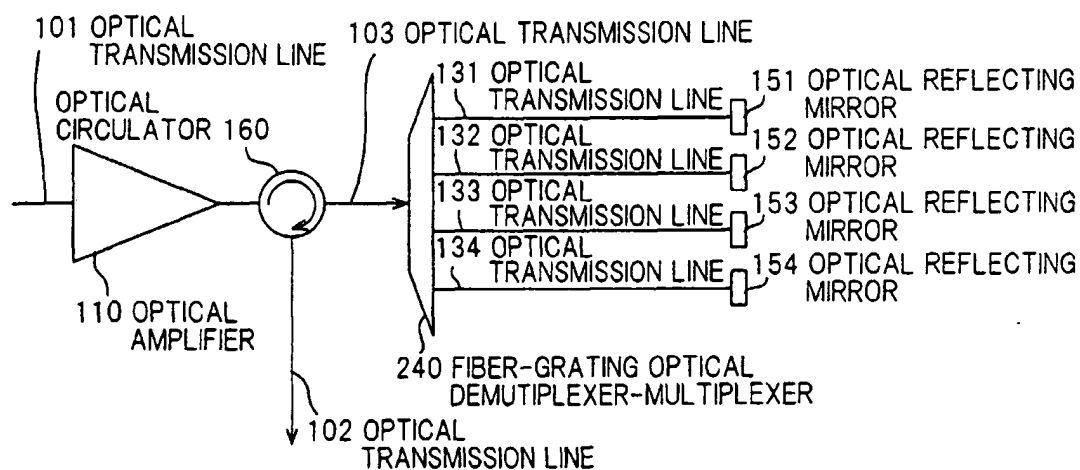 101 OPTICAL
TRANSMISSION LINE
103 OPTICAL TRANSMISSION LINE
OPTICAL
CIRCULATOR 160
131 OPTICAL
TRANSMISSION LINE
151 OPTICAL REFLECTING
MIRROR
132 OPTICAL
TRANSMISSION LINE
152 OPTICAL REFLECTING
MIRROR
133 OPTICAL
TRANSMISSION LINE
153 OPTICAL REFLECTING
MIRROR
134 OPTICAL
TRANSMISSION LINE
154 OPTICAL REFLECTING
MIRROR
110 OPTICAL
AMPLIFIER
240 FIBER-GRATING OPTICAL
DEMUTIPLEXER-MULTIPLEXER
102 OPTICAL
TRANSMISSION LINE